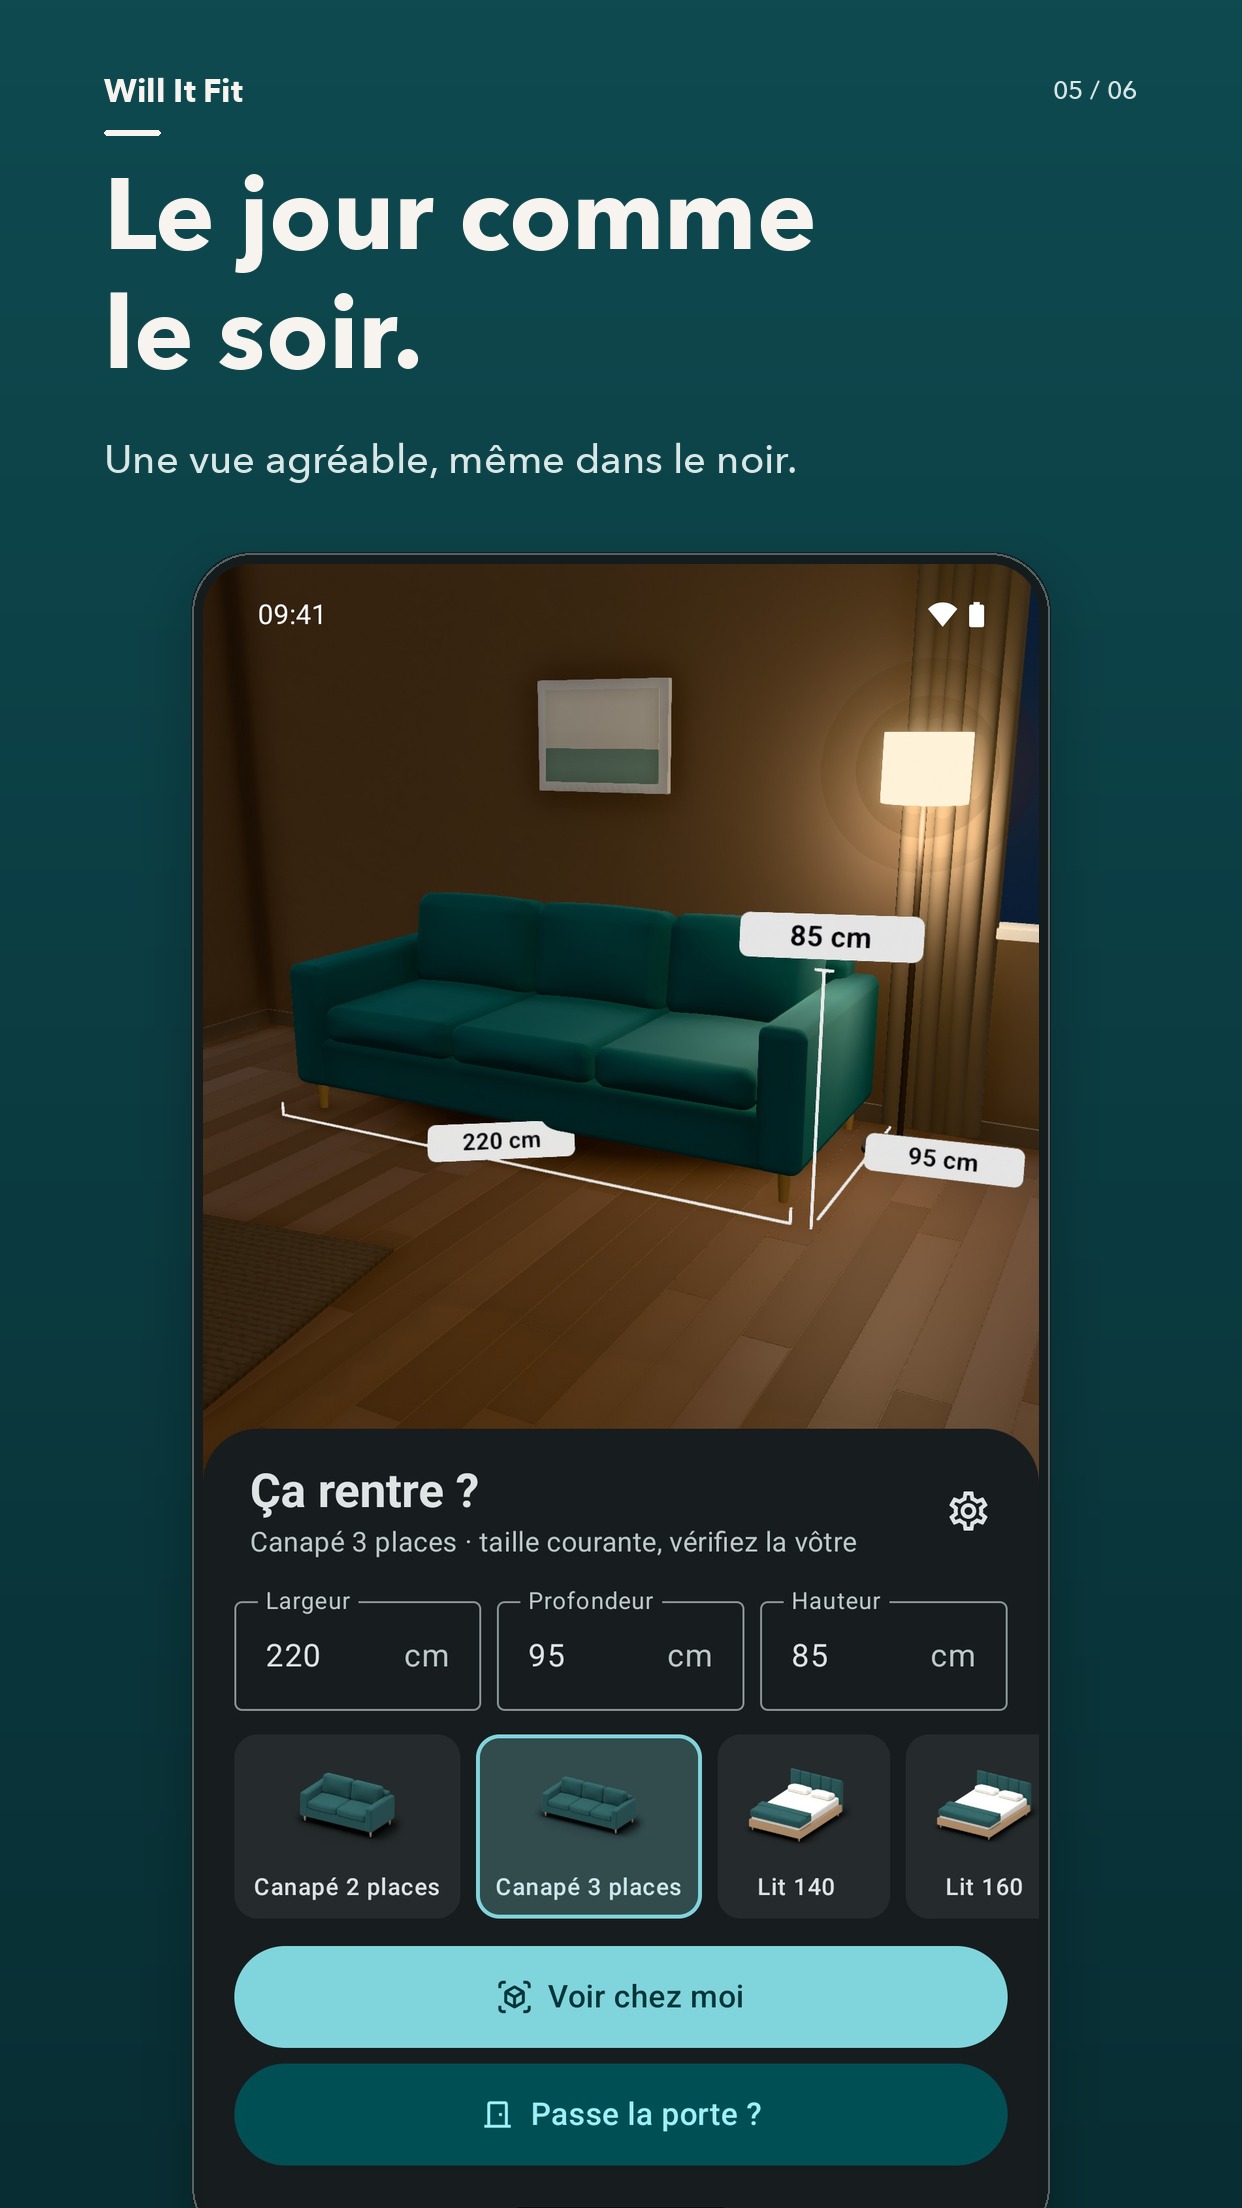 Will It Fit
05 / 06
Le jour comme
le soir.
Une vue agréable, même dans le noir.
09:41
85 cm
220 cm
95 cm
Ça rentre ?
Canapé 3 places · taille courante, vérifiez la vôtre
Largeur
Profondeur
Hauteur
220 cm
95 cm
85 cm
Canapé 2 places
Canapé 3 places
Lit 140
Lit 160
Voir chez moi
Passe la porte ?